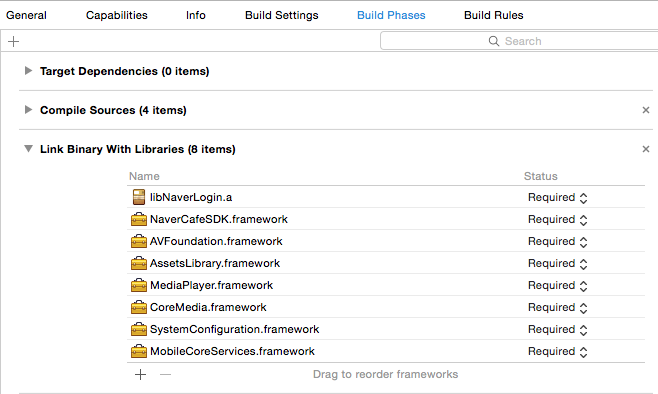 General Capabilities Info Build Settings Build Phases Build Rules
Search
Target Dependencies (0 items)
Compile Sources (4 items)
Link Binary With Libraries (8 items)
Name Status
libNaverLogin.a Required
NaverCafeSDK.framework Required
AVFoundation.framework Required
AssetsLibrary.framework Required
MediaPlayer.framework Required
CoreMedia.framework Required
SystemConfiguration.framework Required
MobileCoreServices.framework Required
Drag to reorder frameworks